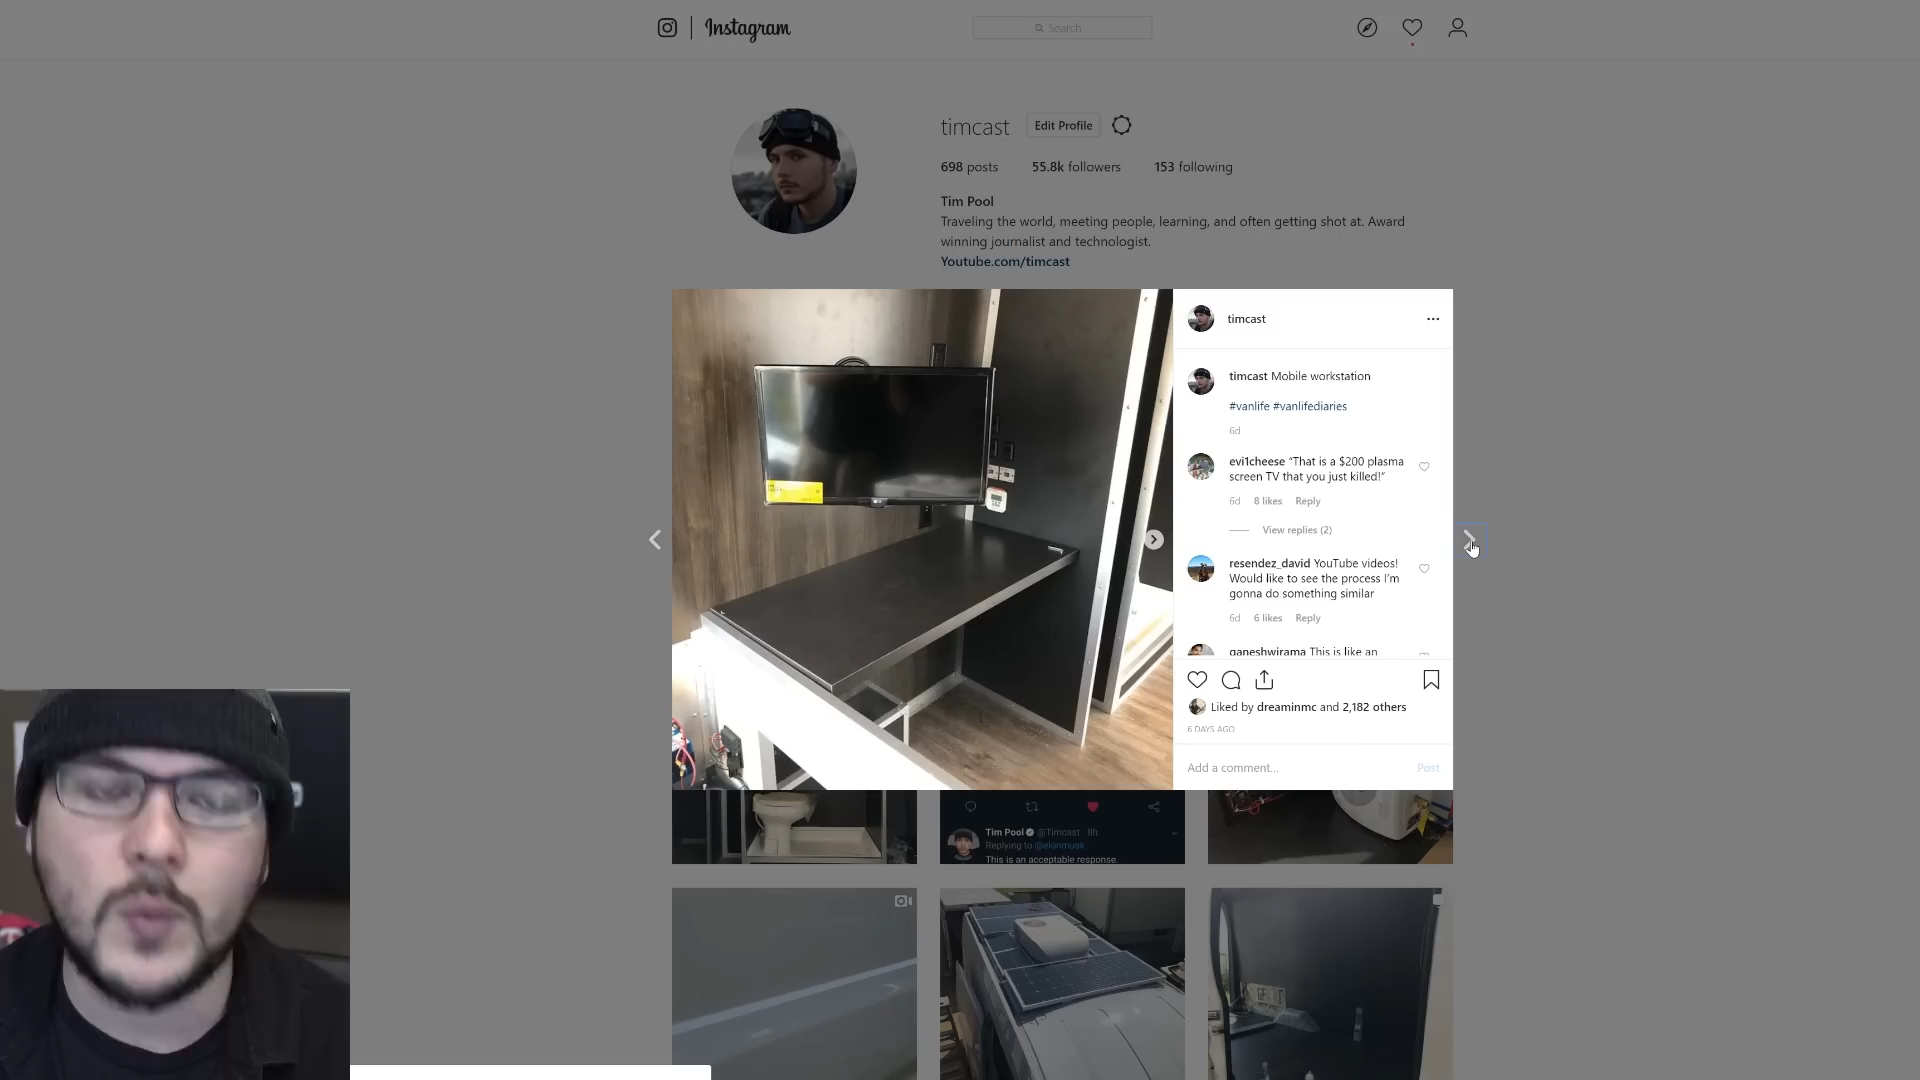 Instagram
Search
timcast
Edit Profile
698 posts
55.8k followers
153 following
Tim Pool
Traveling the world, meeting people, learning, and often getting shot at. Award
winning journalist and technologist.
Youtube.com/timcast
timcast
timcast Mobile workstation
#vanlife #vanlifediaries
6d
evi1cheese “That is a $200 plasma
screen TV that you just killed!”
6d 8 likes Reply
View replies (2)
resendez_david YouTube videos!
Would like to see the process I’m
gonna do something similar
6d 6 likes Reply
ganeshwirama This is like an
Liked by dreaminmc and 2,182 others
6 DAYS AGO
Add a comment...
Post
Tim Pool @Timcast · 8h
Replying to @elonmusk
This is an acceptable response.